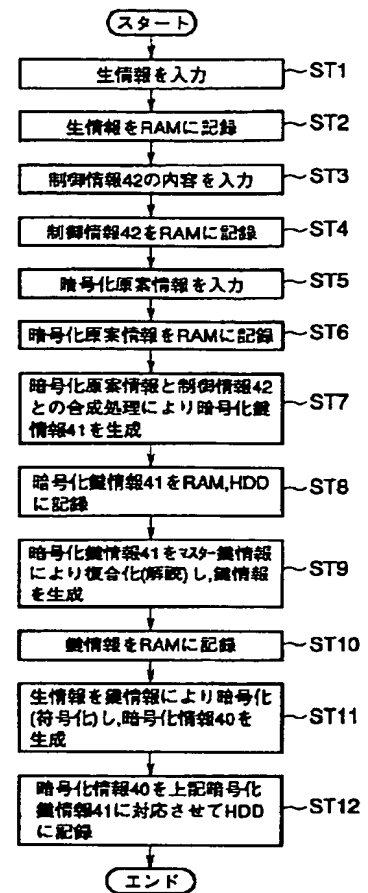 スタート
生情報を入力
ST1
生情報をRAMに記録
ST2
制御情報42の内容を入力
ST3
制御情報42をRAMに記録
ST4
暗号化原案情報を入力
ST5
暗号化原案情報をRAMに記録
ST6
暗号化原案情報と制御情報42
との合成処理により暗号化鍵
情報41を生成
ST7
暗号化鍵情報41をRAM,HDD
に記録
ST8
暗号化鍵情報41をマスター鍵情報
により復合化(解読)し,鍵情報
を生成
ST9
鍵情報をRAMに記録
ST10
生情報を鍵情報により暗号化
(符号化)し,暗号化情報40を
生成
ST11
暗号化情報40を上記暗号化
鍵情報41に対応させてHDD
に記録
ST12
エンド